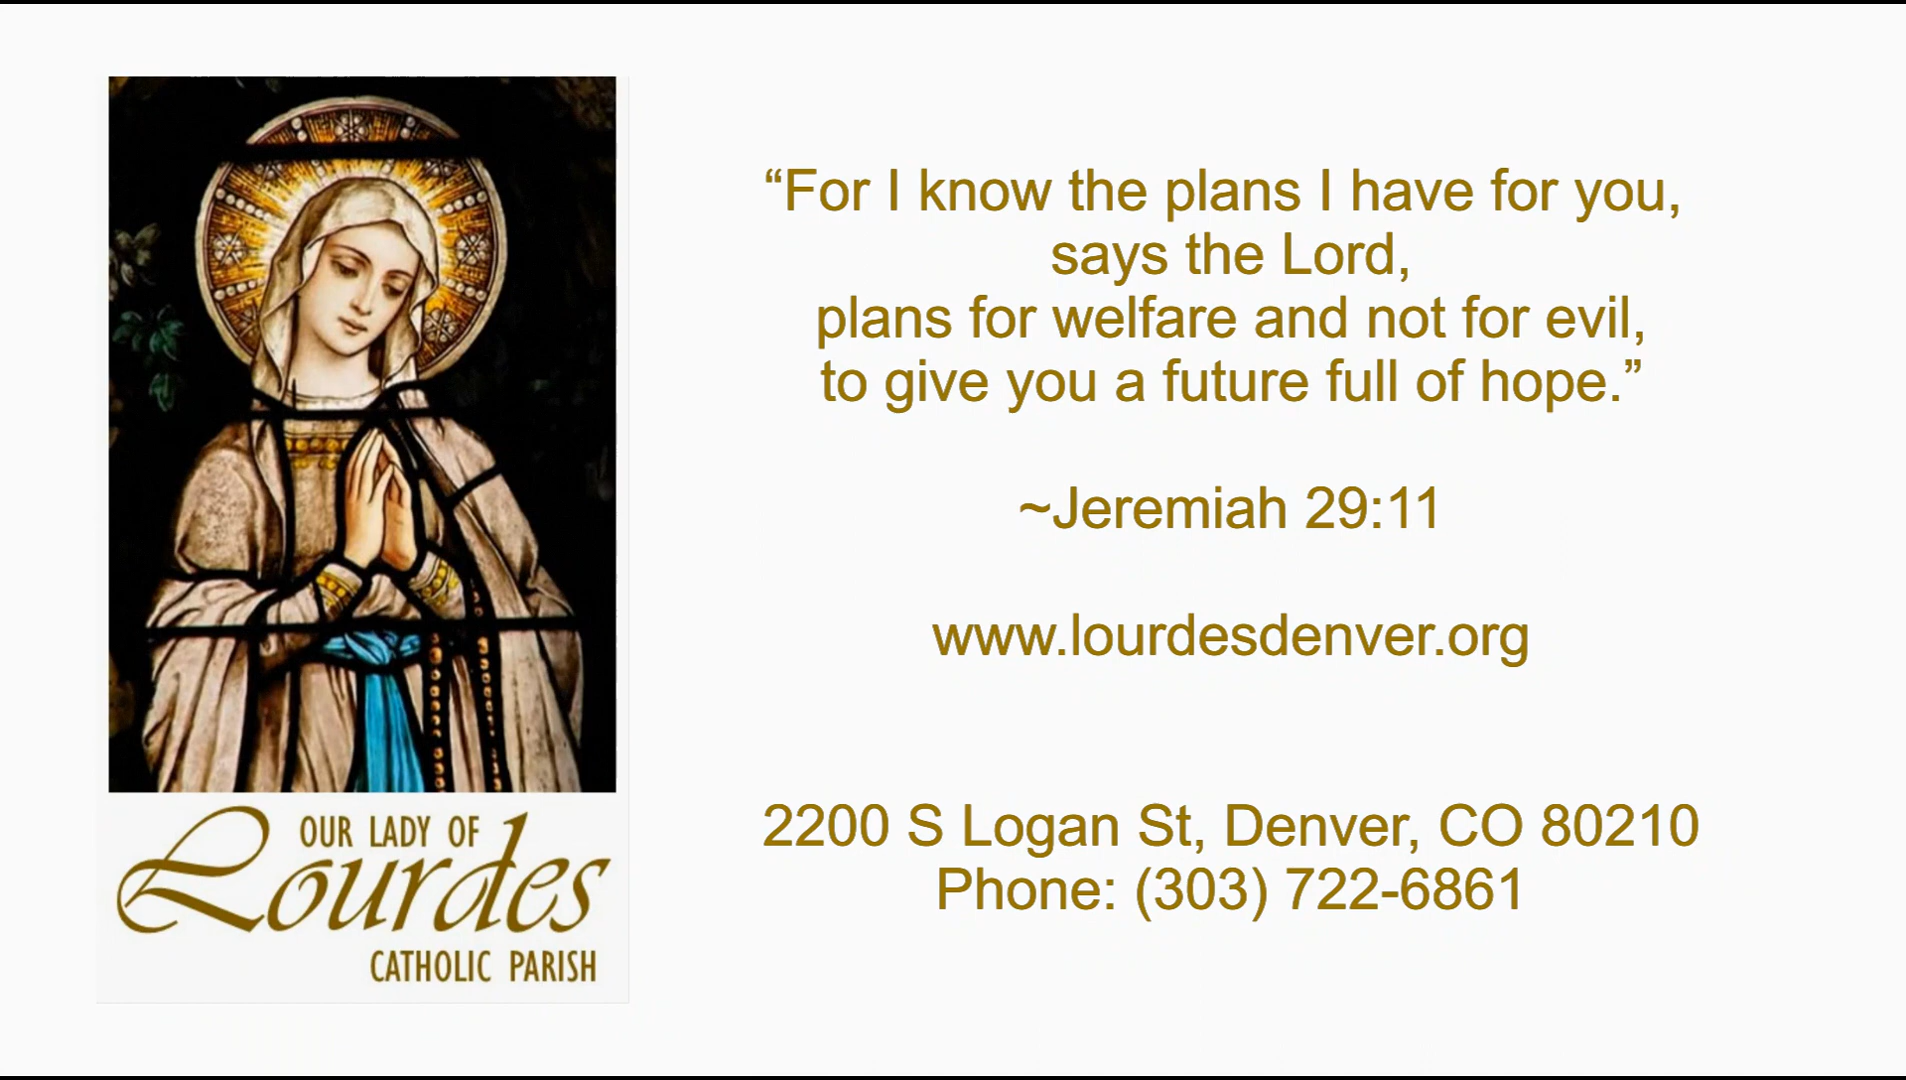 “For I know the plans I have for you,
says the Lord,
plans for welfare and not for evil,
to give you a future full of hope.”
~Jeremiah 29:11
www.lourdesdenver.org
2200 S Logan St, Denver, CO 80210
Phone: (303) 722-6861
OUR LADY OF
Lourdes
CATHOLIC PARISH